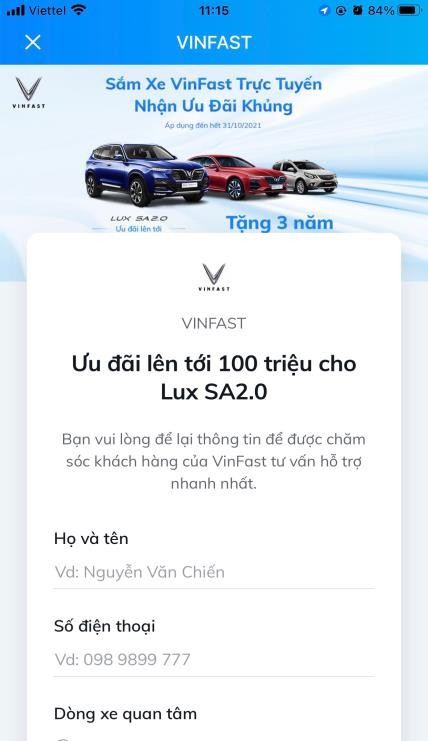 Viettel
11:15
84%
VINFAST
VINFAST
Sắm Xe VinFast Trực Tuyến
Nhận Ưu Đãi Khủng
Áp dụng đến hết 31/10/2021
LUX SA2.0
Ưu đãi lên tới
Tặng 3 năm
VINFAST
VINFAST
Ưu đãi lên tới 100 triệu cho
Lux SA2.0
Bạn vui lòng để lại thông tin để được chăm
sóc khách hàng của VinFast tư vấn hỗ trợ
nhanh nhất.
Họ và tên
Vd: Nguyễn Văn Chiến
Số điện thoại
Vd: 098 9899 777
Dòng xe quan tâm